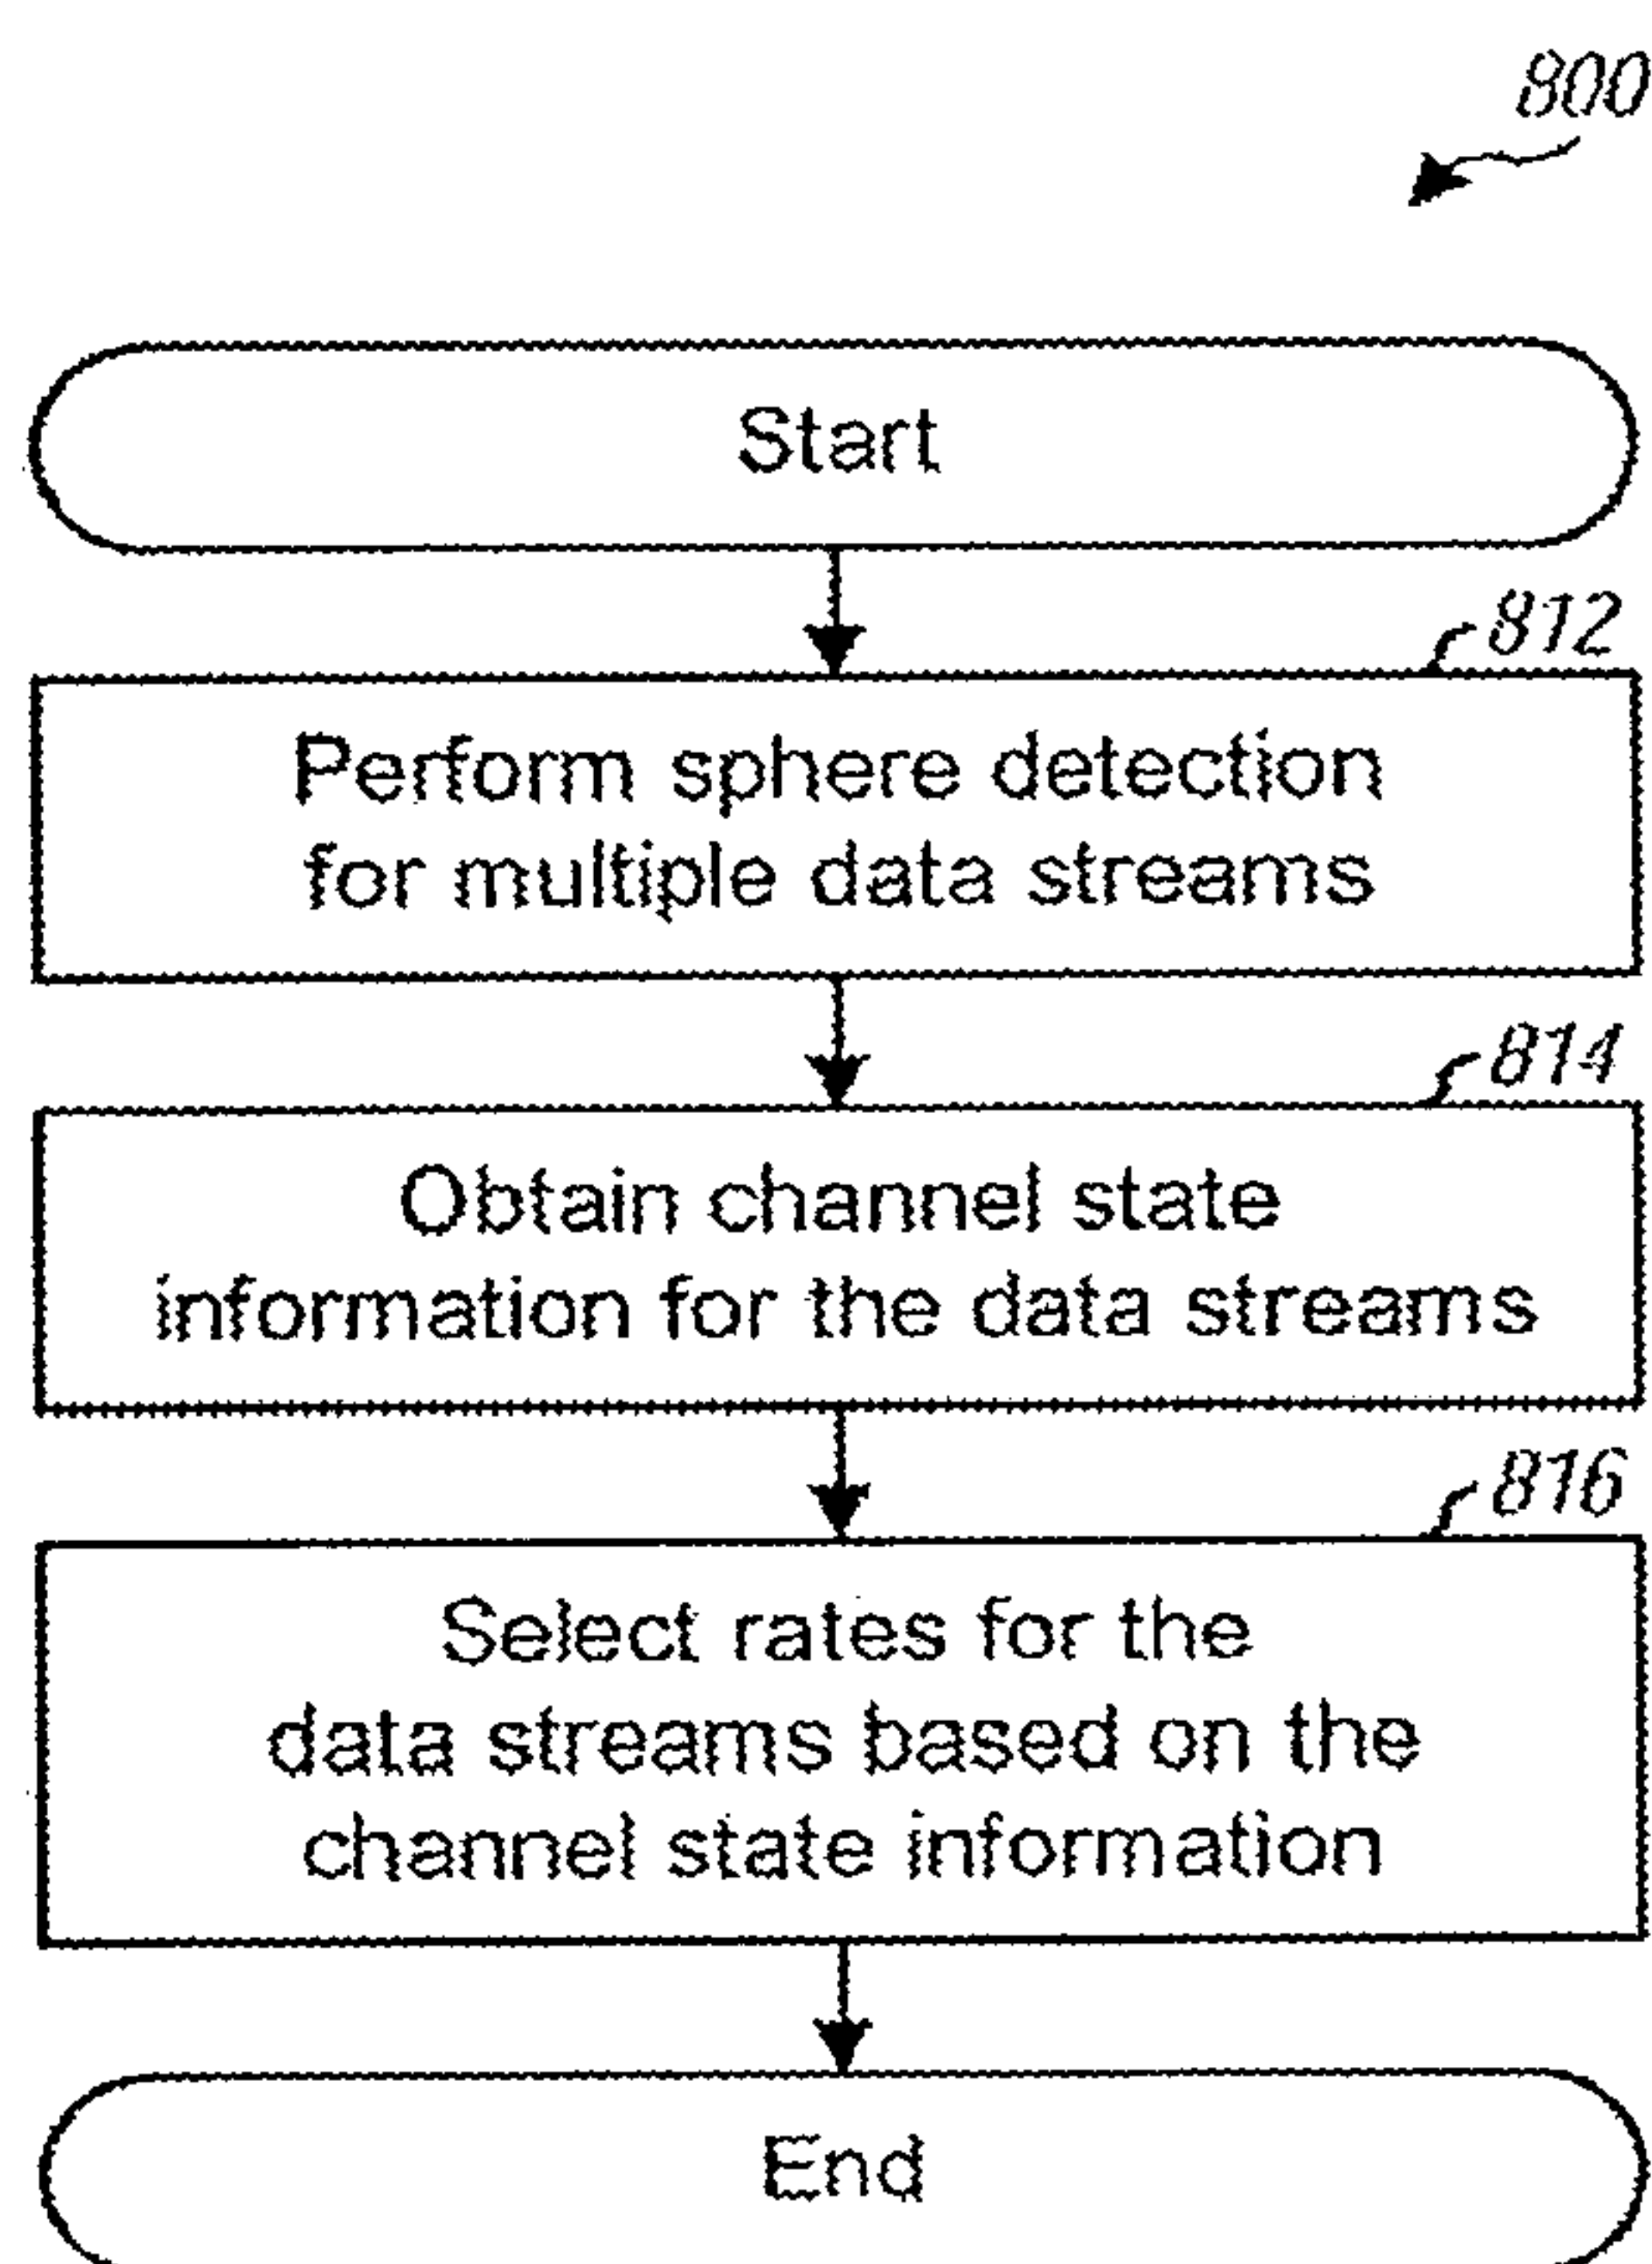 800
Start
812
Perform sphere detection
for multiple data streams
814
Obtain channel state
information for the data streams
816
Select rates for the
data streams based on the
channel state information
End